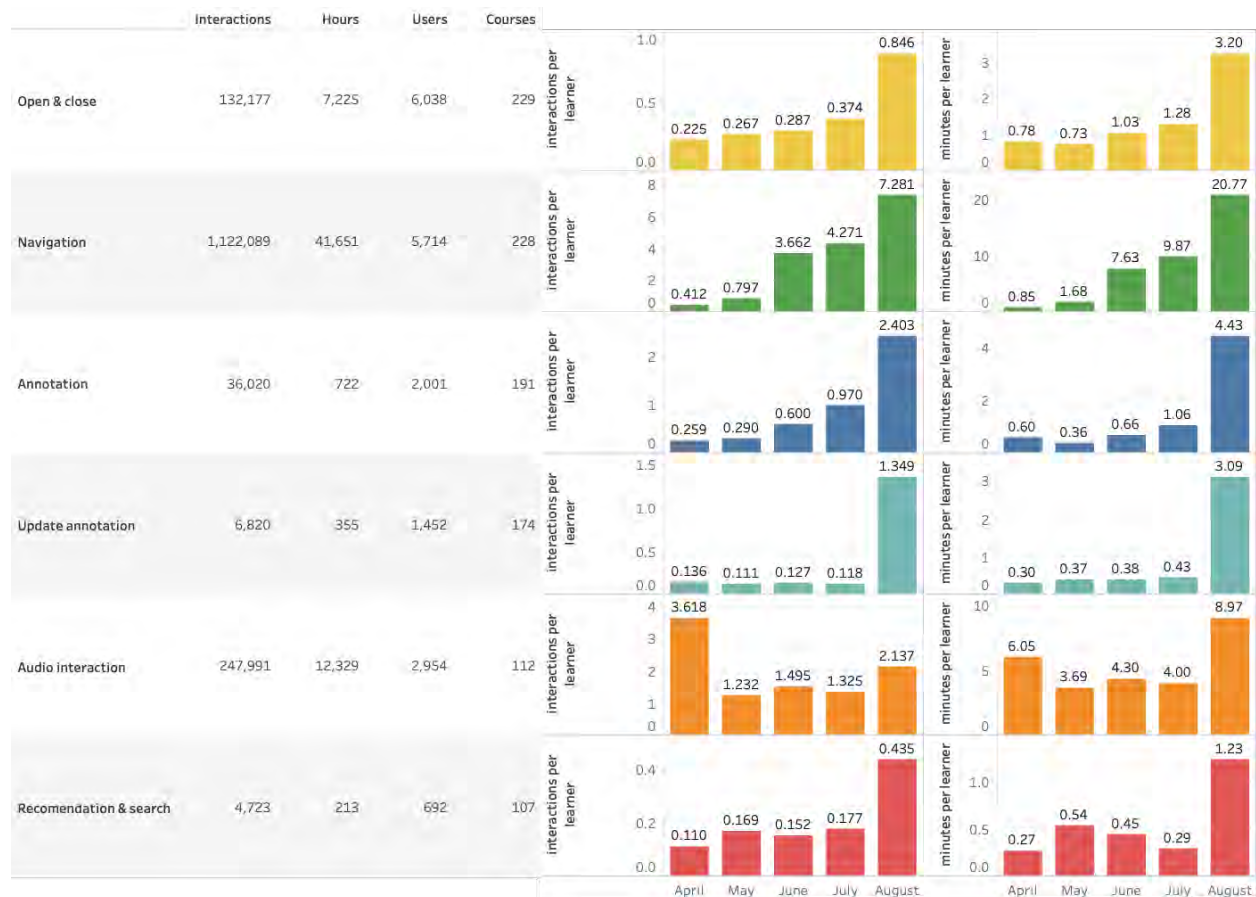 Interactions Hours Users Courses
Open & close 132,177 7,225 6,038 229
interactions per
learner
1.0
0.5
0.0
0.225 0.267 0.287 0.374 0.846
minutes per learner
3
2
1
0
0.78 0.73 1.03 1.28 3.20
Navigation 1,122,089 41,651 5,714 228
interactions per
learner
8
6
4
2
0
0.412 0.797 3.662 4.271 7.281
minutes per learner
20
10
0
0.85 1.68 7.63 9.87 20.77
Annotation 36,020 722 2,001 191
interactions per
learner
2
1
0
0.259 0.290 0.600 0.970 2.403
minutes per learner
4
2
0
0.60 0.36 0.66 1.06 4.43
Update annotation 6,820 355 1,452 174
interactions per
learner
1.5
1.0
0.5
0.0
0.136 0.111 0.127 0.118 1.349
minutes per learner
3
2
1
0
0.30 0.37 0.38 0.43 3.09
Audio interaction 247,991 12,329 2,954 112
interactions per
learner
4
3
2
1
0
3.618 1.232 1.495 1.325 2.137
minutes per learner
10
5
0
6.05 3.69 4.30 4.00 8.97
Recomendation & search 4,723 213 692 107
interactions per
learner
0.4
0.2
0.0
0.110 0.169 0.152 0.177 0.435
minutes per learner
1.0
0.5
0.0
0.27 0.54 0.45 0.29 1.23
April May June July August
April May June July August